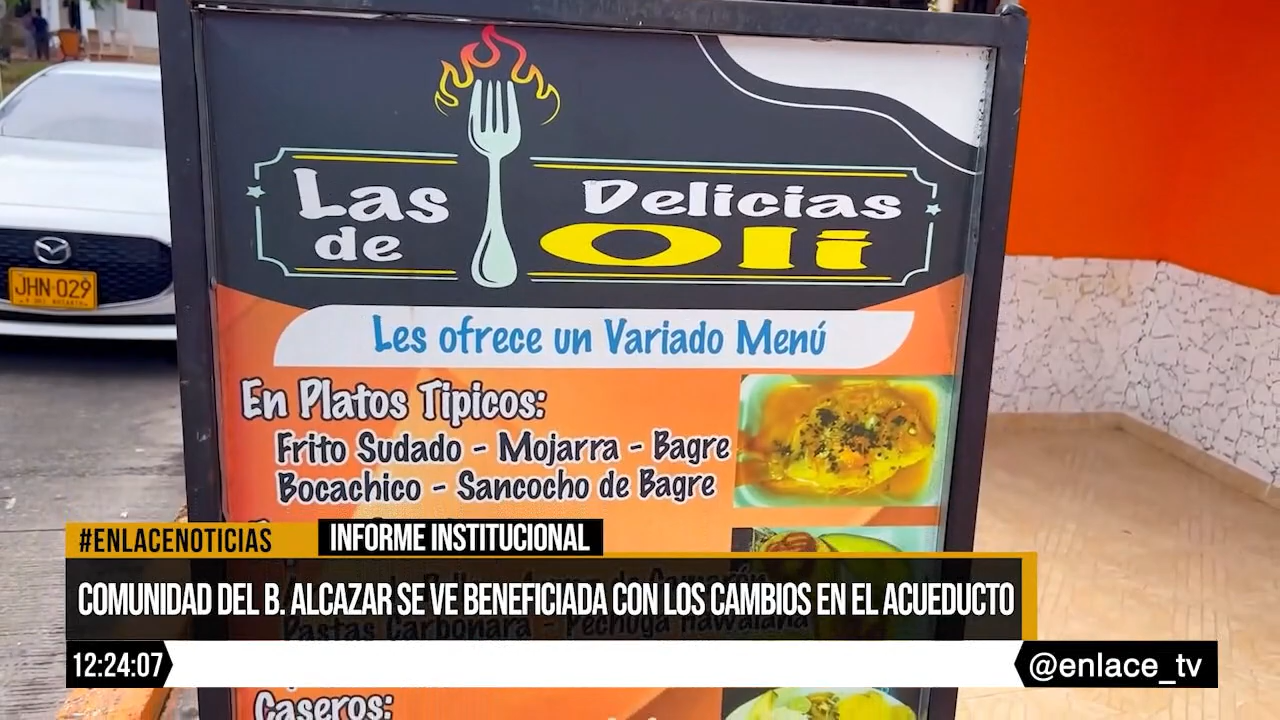 Las Delicias
de Oli
Les ofrece un Variado Menú
En Platos Tipicos:
Frito Sudado - Mojarra - Bagre
Bocachico - Sancocho de Bagre
JHN·029
#ENLACENOTICIAS
INFORME INSTITUCIONAL
COMUNIDAD DEL B. ALCAZAR SE VE BENEFICIADA CON LOS CAMBIOS EN EL ACUEDUCTO
Pastas Carbonara - Pechuga Hawaiana
12:24:07
@enlace_tv
Caseros: